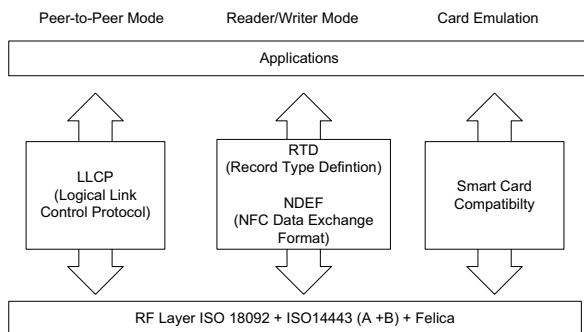 Peer-to-Peer Mode
Reader/Writer Mode
Card Emulation
Applications
LLCP
(Logical Link
Control Protocol)
RTD
(Record Type Defintion)
NDEF
(NFC Data Exchange
Format)
Smart Card
Compatibilty
RF Layer ISO 18092 + ISO14443 (A +B) + Felica